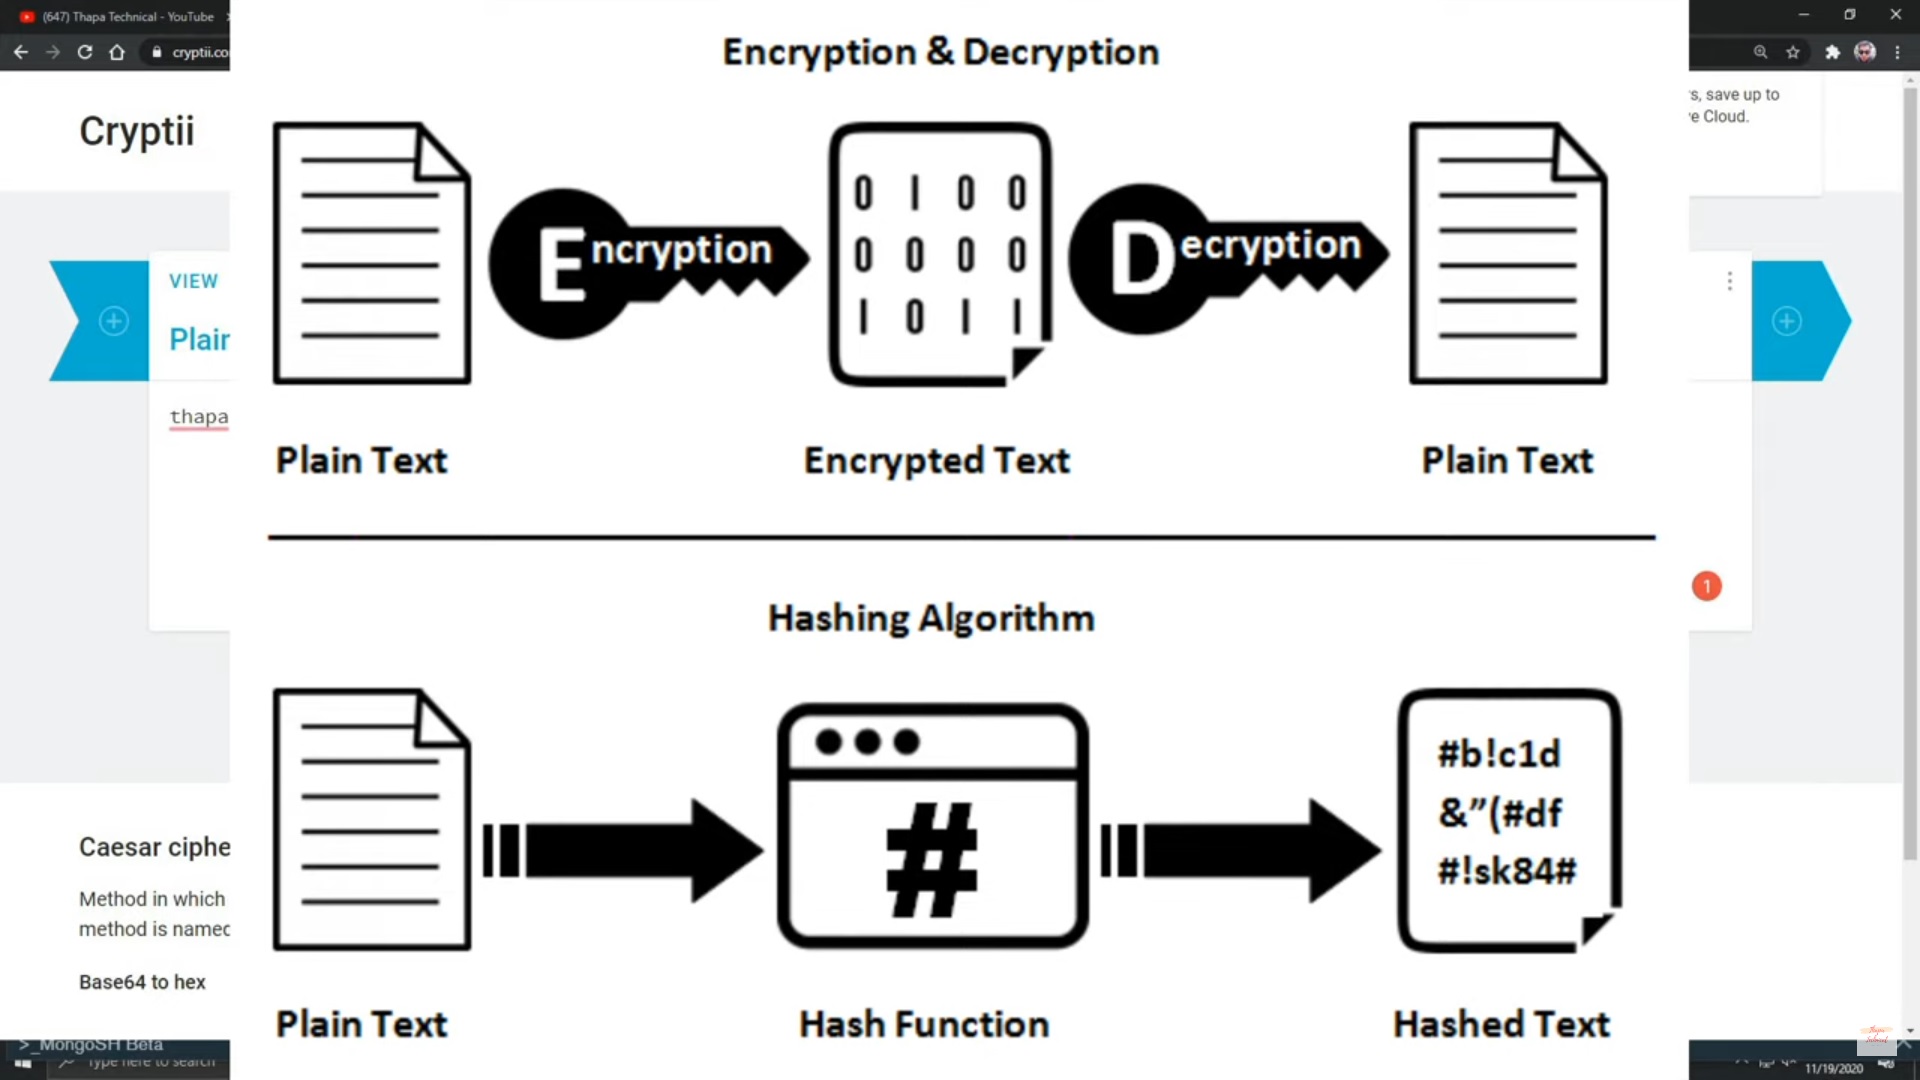 (647) Thapa Technical - YouTube
cryptii.co
Encryption & Decryption
s, save up to
e Cloud.
Cryptii
0 1 0 0
0 0 0 0
1 0 1 1
Encryption
Decryption
VIEW
Plain
thapa
Plain Text
Encrypted Text
Plain Text
1
Hashing Algorithm
#b!c1d
&”(#df
#!sk84#
#
Caesar ciphe
Method in which
method is named
Base64 to hex
Plain Text
Hash Function
Hashed Text
>_MongoSH Beta
Type here to search
11/19/2020